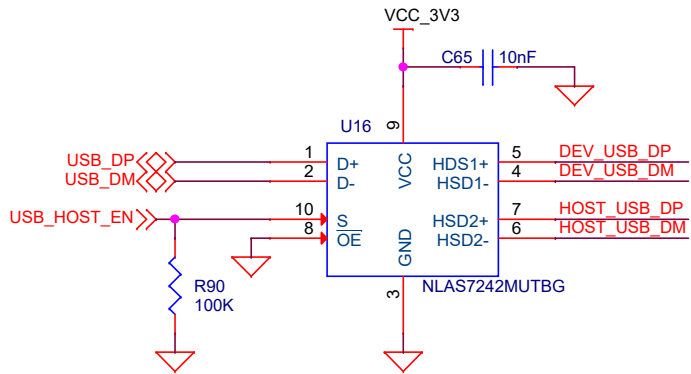 VCC_3V3
C65 10nF
U16
9
VCC
USB_DP 1 D+ HDS1+ 5 DEV_USB_DP
USB_DM 2 D- HSD1- 4 DEV_USB_DM
USB_HOST_EN 10 S HSD2+ 7 HOST_USB_DP
8 OE HSD2- 6 HOST_USB_DM
GND
3
R90
100K
NLAS7242MUTBG